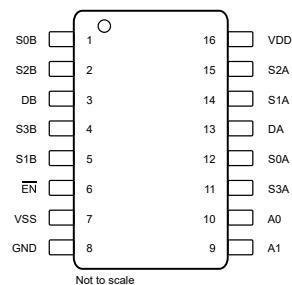 S0B 1 16 VDD
S2B 2 15 S2A
DB 3 14 S1A
S3B 4 13 DA
S1B 5 12 S0A
E̅N̅ 6 11 S3A
VSS 7 10 A0
GND 8 9 A1
Not to scale